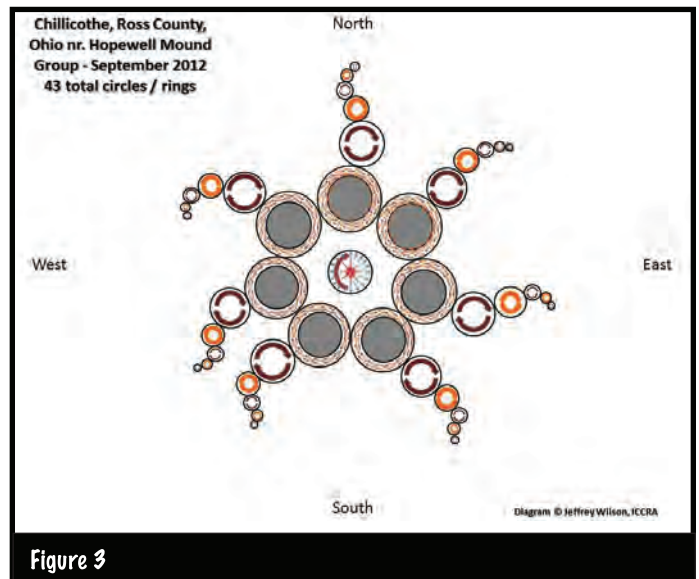 Chillicothe, Ross County,
Ohio nr. Hopewell Mound
Group - September 2012
43 total circles / rings
North
West
East
South
Diagram © Jeffrey Wilson, ICCRA
Figure 3